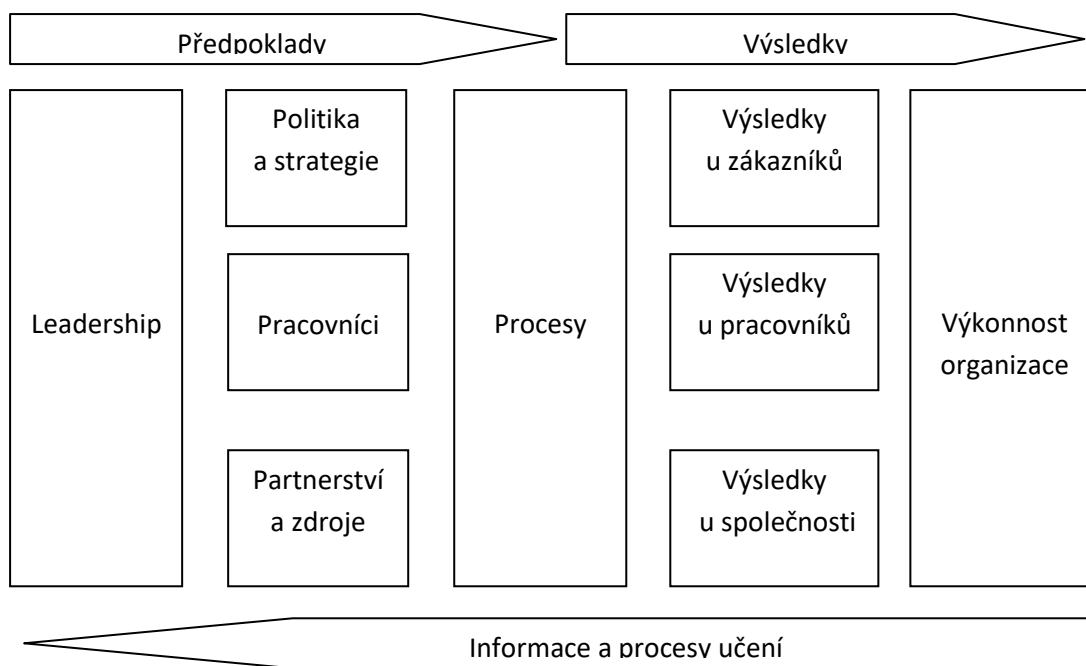 Předpoklady
Výsledky
Leadership
Politika
a strategie
Pracovníci
Partnerství
a zdroje
Procesy
Výsledky
u zákazníků
Výsledky
u pracovníků
Výsledky
u společnosti
Výkonnost
organizace
Informace a procesy učení